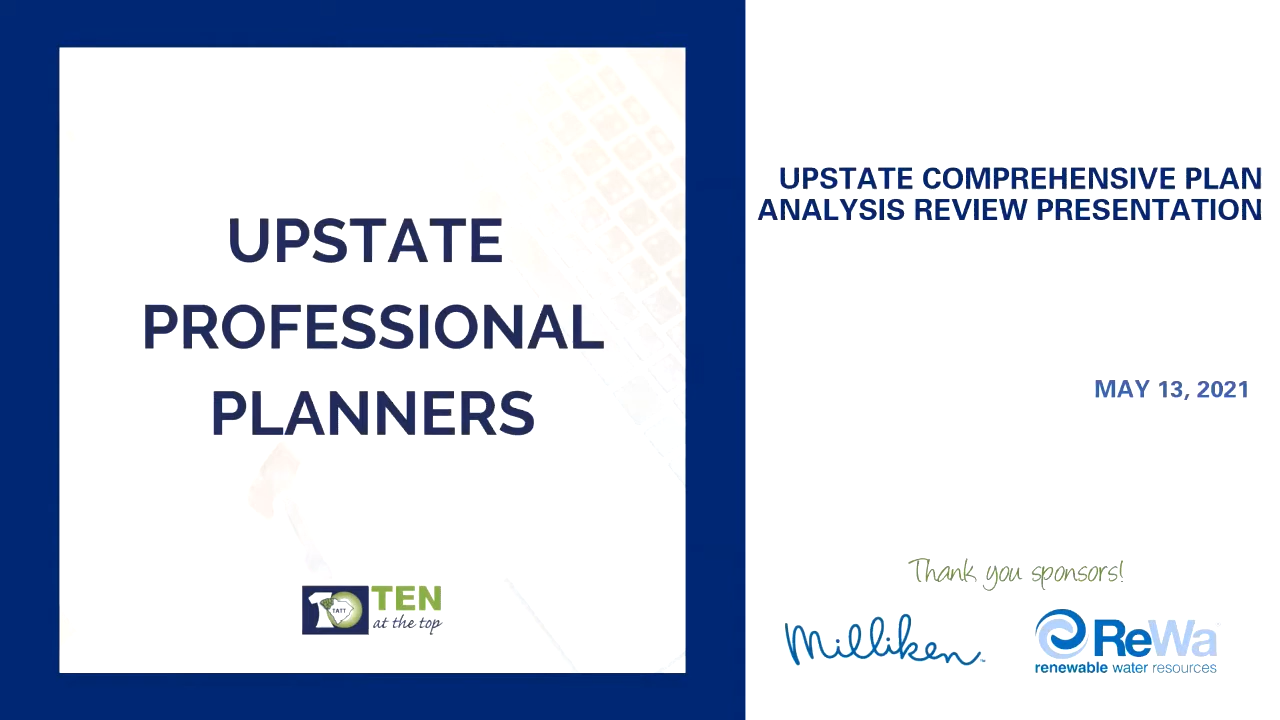 UPSTATE
PROFESSIONAL
PLANNERS
TATT
TEN
at the top
UPSTATE COMPREHENSIVE PLAN
ANALYSIS REVIEW PRESENTATION
MAY 13, 2021
Thank you sponsors!
Milliken™
ReWa
renewable water resources